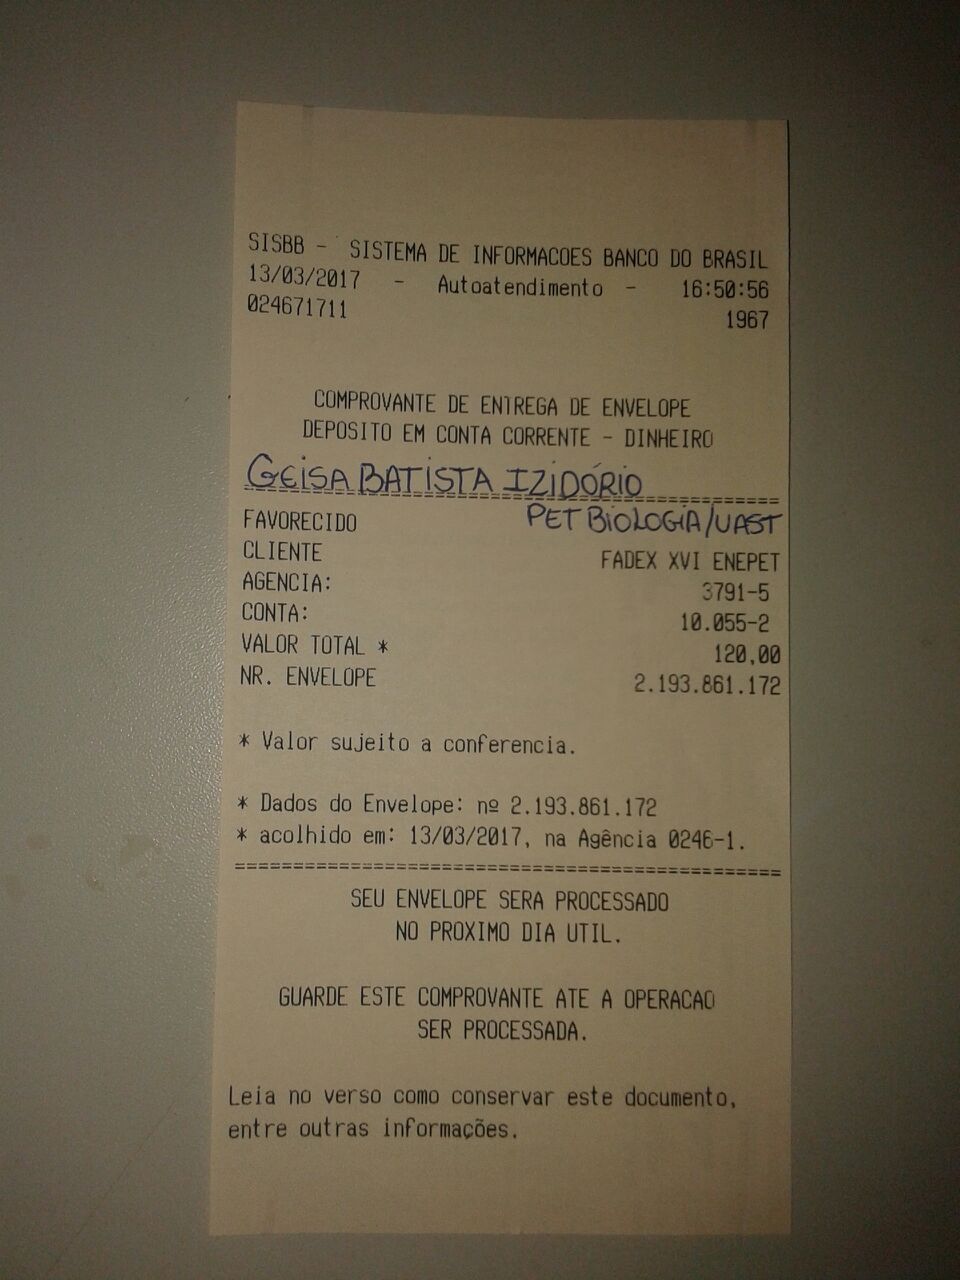 SISBB - SISTEMA DE INFORMACOES BANCO DO BRASIL
13/03/2017 - Autoatendimento - 16:50:56
024671711 1967
COMPROVANTE DE ENTREGA DE ENVELOPE
DEPOSITO EM CONTA CORRENTE - DINHEIRO
GEISA BATISTA IZIDÓRIO
================================================
PET BIOLOGIA/UAST
FAVORECIDO
CLIENTE FADEX XVI ENEPET
AGENCIA: 3791-5
CONTA: 10.055-2
VALOR TOTAL * 120,00
NR. ENVELOPE 2.193.861.172
* Valor sujeito a conferencia.
* Dados do Envelope: nº 2.193.861.172
* acolhido em: 13/03/2017, na Agência 0246-1.
================================================
SEU ENVELOPE SERA PROCESSADO
NO PROXIMO DIA UTIL.
GUARDE ESTE COMPROVANTE ATE A OPERACAO
SER PROCESSADA.
Leia no verso como conservar este documento,
entre outras informações.